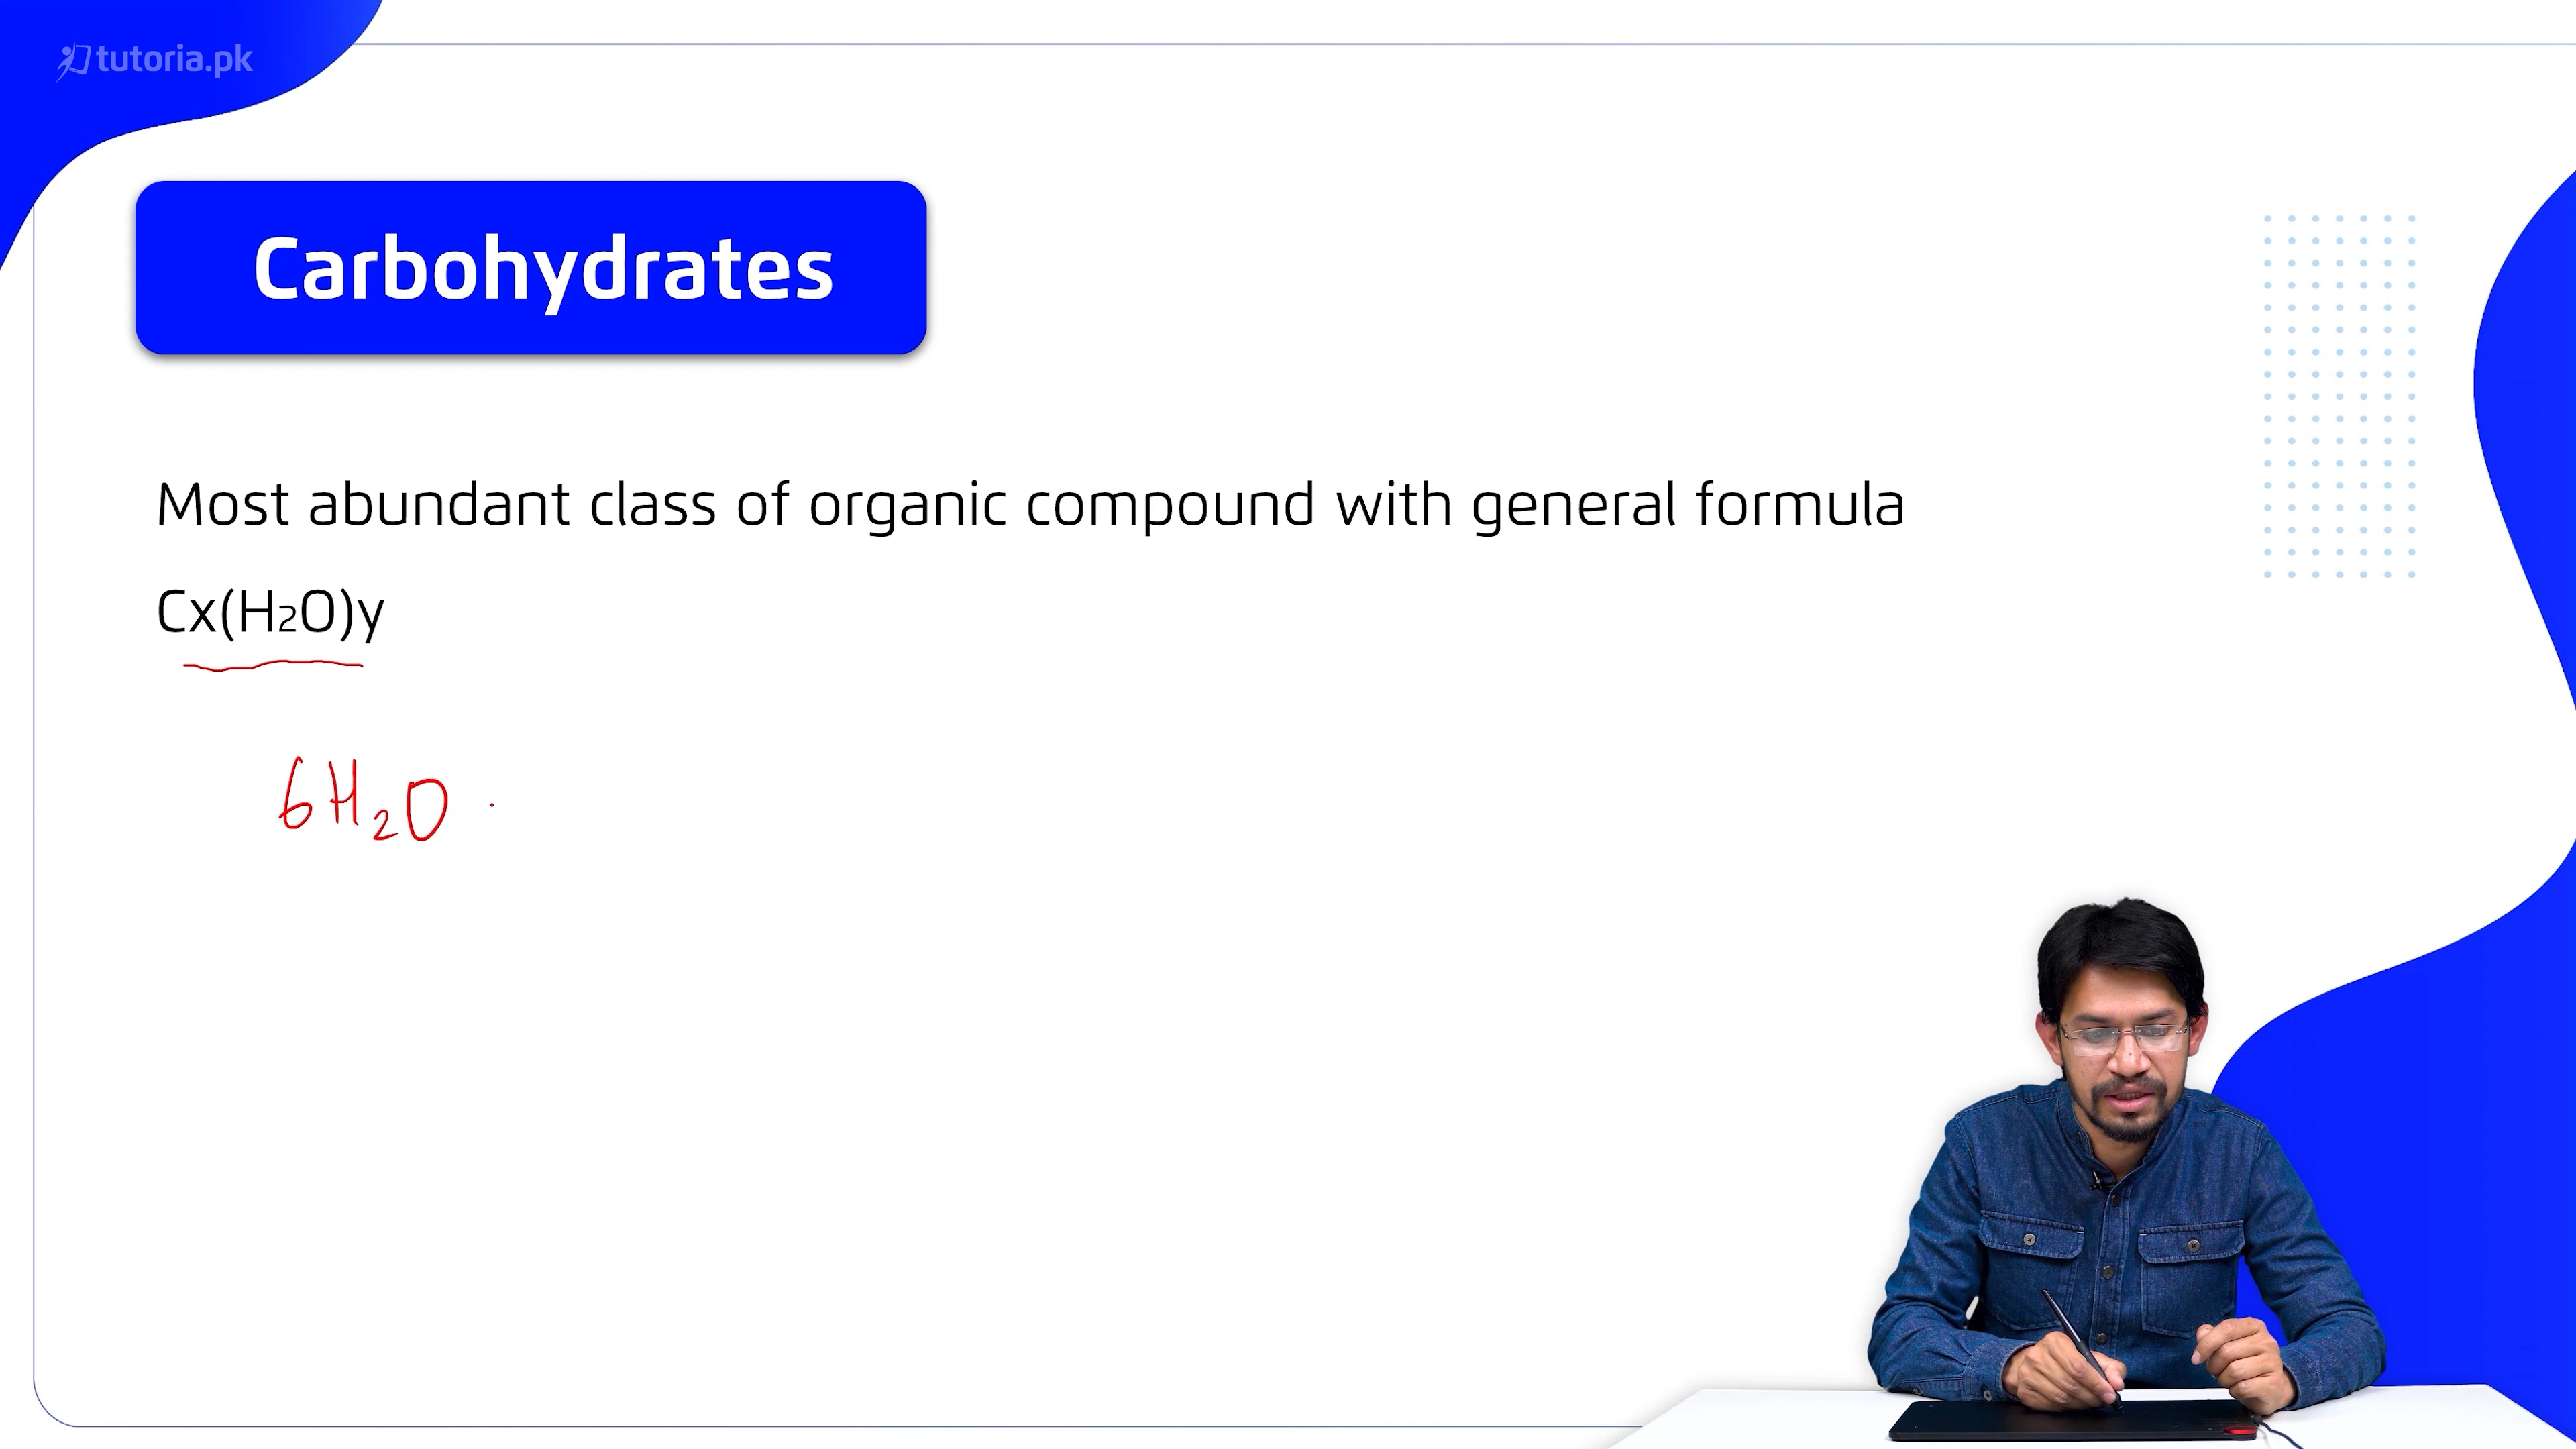 tutoria.pk
Carbohydrates
Most abundant class of organic compound with general formula
Cx(H₂O)y
6H₂O